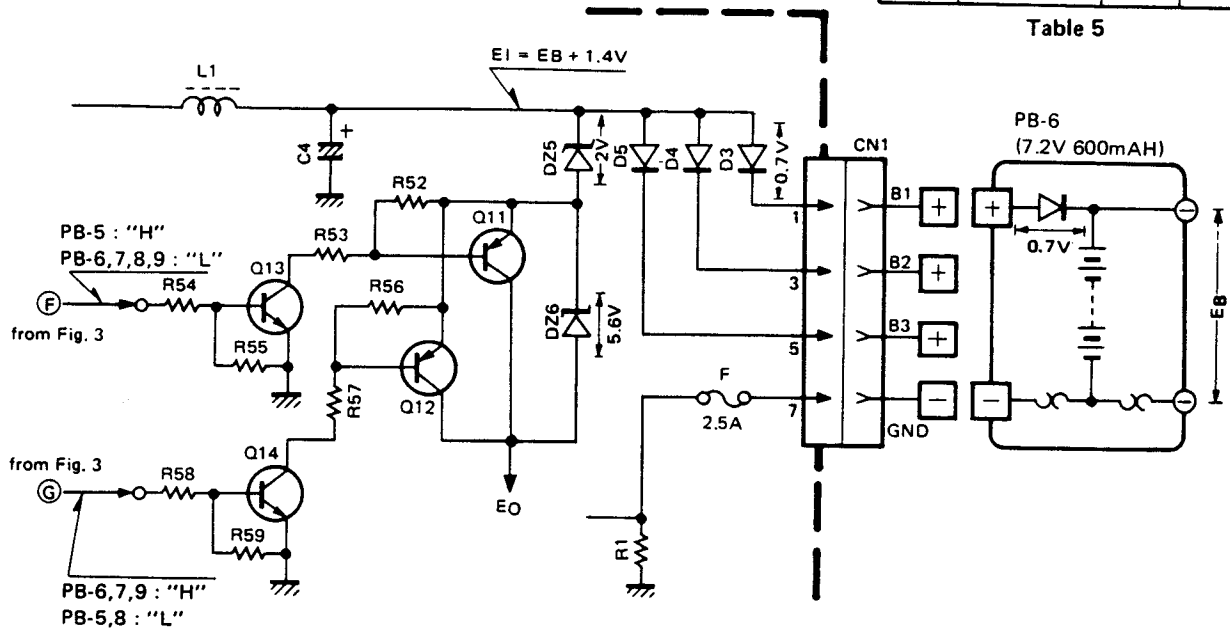 Table 5
EI = EB + 1.4V
L1
C4
+
DZ5
2V
D5
D4
D3
0.7V
CN1
PB-6
(7.2V 600mAH)
R52
Q11
B1
+
+
−
1
0.7V
R53
PB-5 : "H"
PB-6,7,8,9 : "L"
Q13
B2
+
3
R54
R56
F
from Fig. 3
DZ6
5.6V
EB
B3
+
5
R55
Q12
R57
F
2.5A
7
−
−
−
GND
from Fig. 3
Q14
G
R58
EO
R59
R1
PB-6,7,9 : "H"
PB-5,8 : "L"